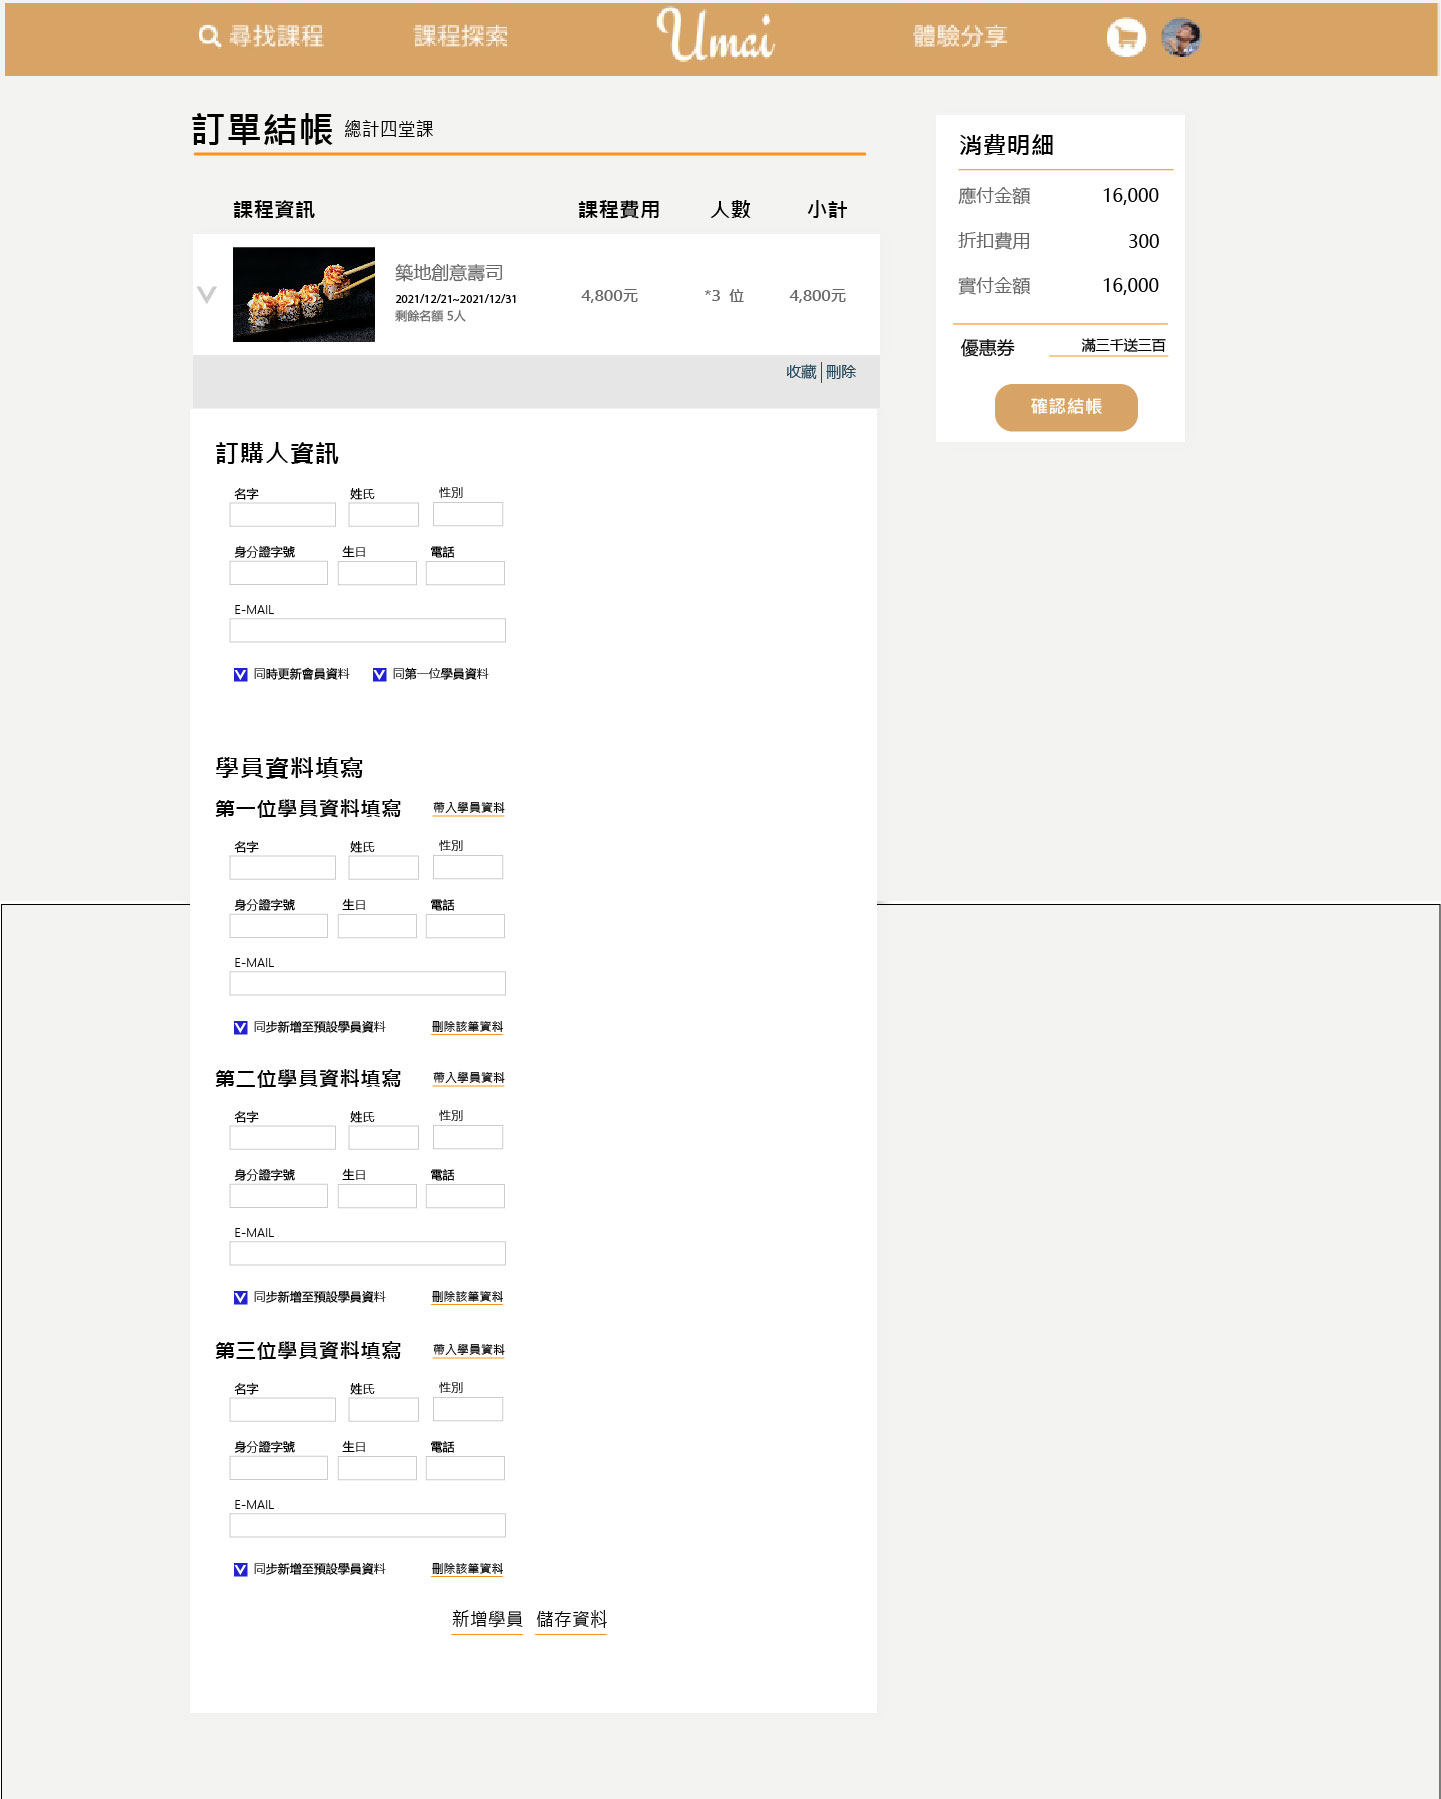 尋找課程 課程探索 Umai 體驗分享
訂單結帳 總計四堂課
課程資訊 課程費用 人數 小計
築地創意壽司
2021/12/21~2021/12/31
剩餘名額 5人
4,800元 *3 位 4,800元
收藏 刪除
消費明細
應付金額 16,000
折扣費用 300
實付金額 16,000
優惠券 滿三千送三百
確認結帳
訂購人資訊
名字 姓氏 性別
身分證字號 生日 電話
E-MAIL
同時更新會員資料 同第一位學員資料
學員資料填寫
第一位學員資料填寫 帶入學員資料
名字 姓氏 性別
身分證字號 生日 電話
E-MAIL
同步新增至預設學員資料 刪除該筆資料
第二位學員資料填寫 帶入學員資料
名字 姓氏 性別
身分證字號 生日 電話
E-MAIL
同步新增至預設學員資料 刪除該筆資料
第三位學員資料填寫 帶入學員資料
名字 姓氏 性別
身分證字號 生日 電話
E-MAIL
同步新增至預設學員資料 刪除該筆資料
新增學員 儲存資料